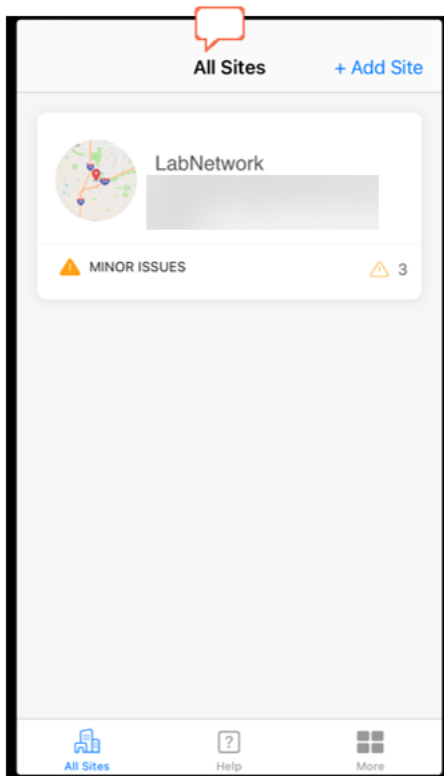 All Sites
+ Add Site
LabNetwork
MINOR ISSUES
3
All Sites
Help
More